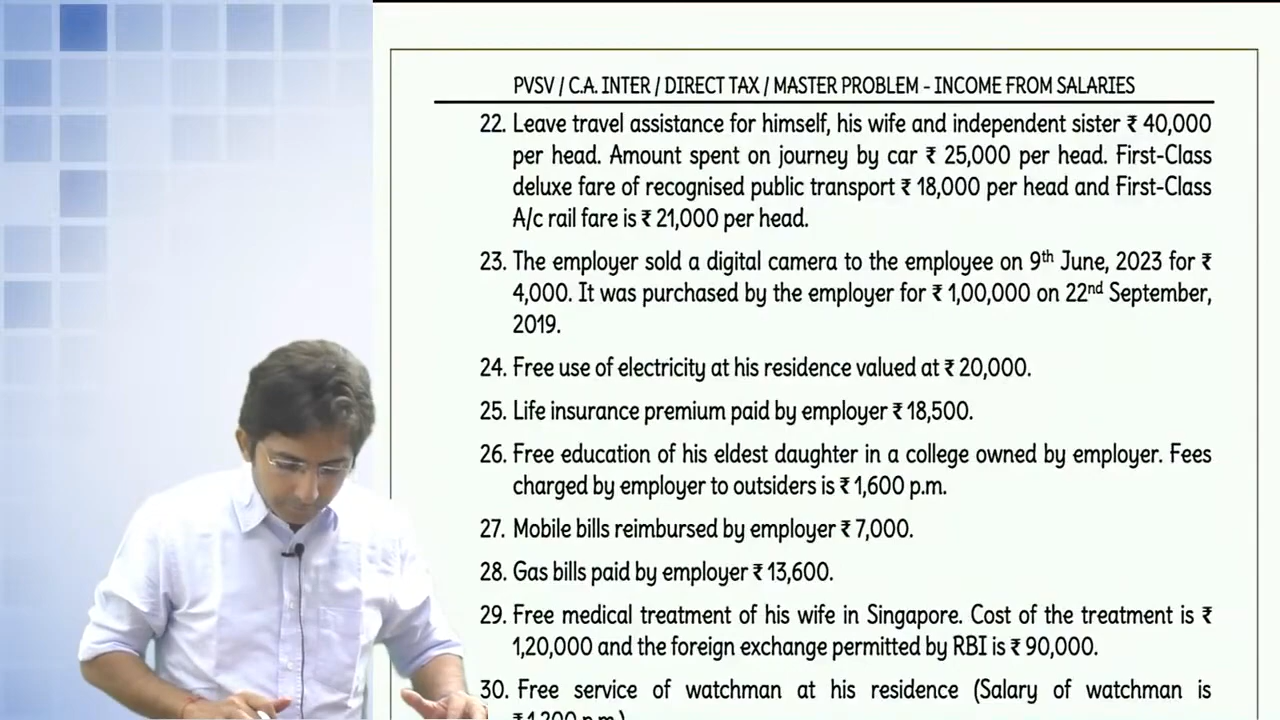 PVSV / C.A. INTER / DIRECT TAX / MASTER PROBLEM - INCOME FROM SALARIES
22. Leave travel assistance for himself, his wife and independent sister ₹ 40,000
per head. Amount spent on journey by car ₹ 25,000 per head. First-Class
deluxe fare of recognised public transport ₹ 18,000 per head and First-Class
A/c rail fare is ₹ 21,000 per head.
23. The employer sold a digital camera to the employee on 9th June, 2023 for ₹
4,000. It was purchased by the employer for ₹ 1,00,000 on 22nd September,
2019.
24. Free use of electricity at his residence valued at ₹ 20,000.
25. Life insurance premium paid by employer ₹ 18,500.
26. Free education of his eldest daughter in a college owned by employer. Fees
charged by employer to outsiders is ₹ 1,600 p.m.
27. Mobile bills reimbursed by employer ₹ 7,000.
28. Gas bills paid by employer ₹ 13,600.
29. Free medical treatment of his wife in Singapore. Cost of the treatment is ₹
1,20,000 and the foreign exchange permitted by RBI is ₹ 90,000.
30. Free service of watchman at his residence (Salary of watchman is
₹ 1,200 p.m.)